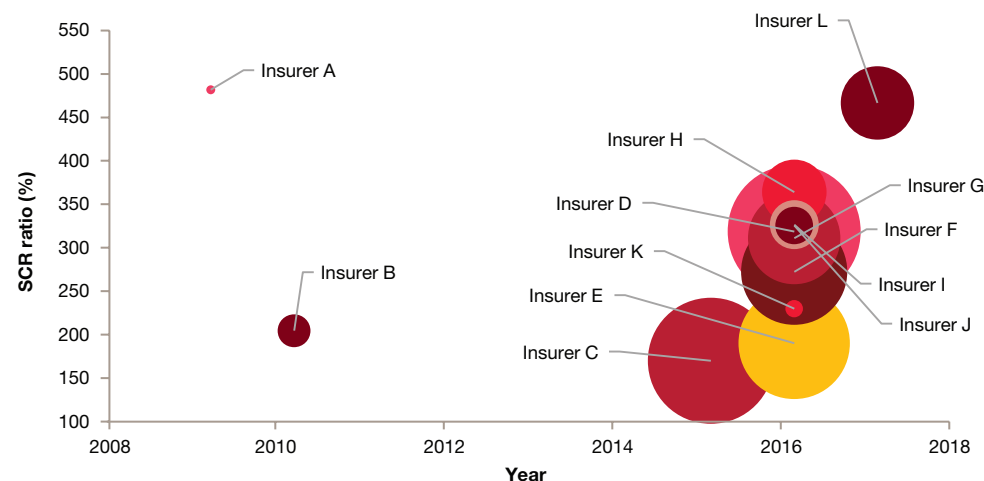 Insurer L
550
500
Insurer A
450
400
Insurer H
350
Insurer G
Insurer D
Insurer F
300
Insurer K
SCR ratio (%)
Insurer B
Insurer I
250
Insurer E
Insurer J
200
Insurer C
150
100
2008
2010
2012
2014
2016
2018
Year